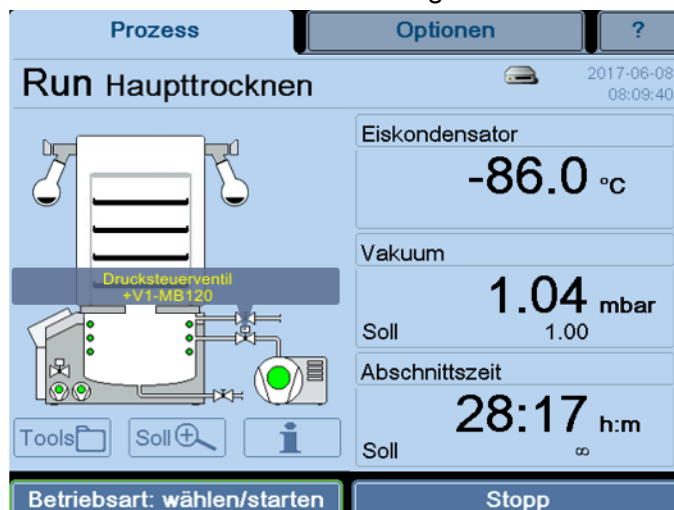 Prozess
Optionen
?
Run Haupttrocknen
2017-06-08
08:09:40
Eiskondensator
-86.0 °C
Vakuum
1.04 mbar
Soll 1.00
Abschnittszeit
28:17 h:m
Soll ∞
Drucksteuerventil
+V1-MB120
Tools
Soll
i
Betriebsart: wählen/starten
Stopp